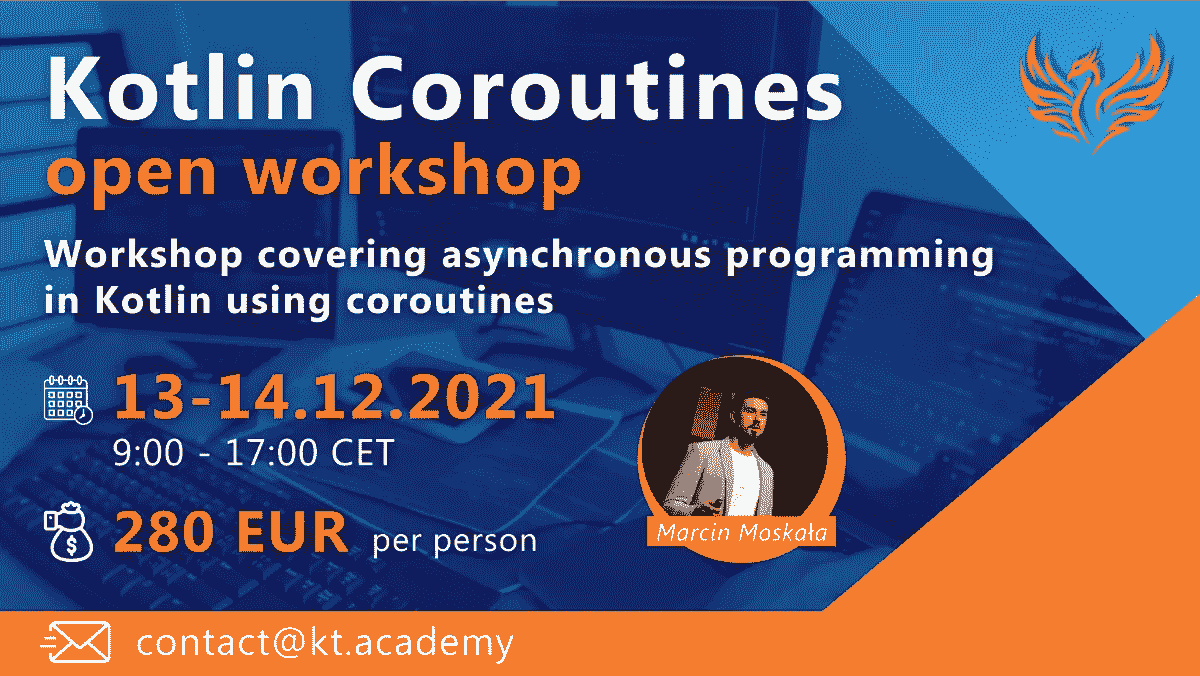 Kotlin Coroutines
open workshop
Workshop covering asynchronous programming
in Kotlin using coroutines
13-14.12.2021
9:00 - 17:00 CET
280 EUR per person
Marcin Moskała
contact@kt.academy